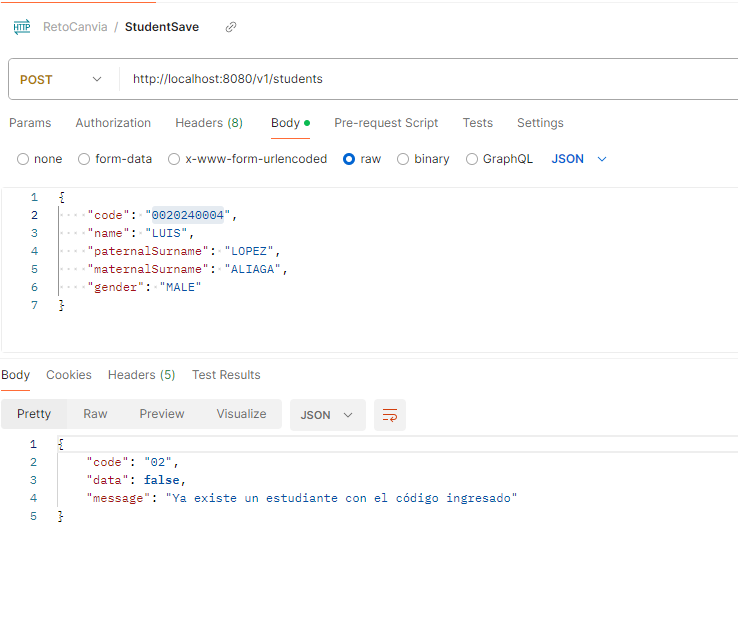 HTTP RetoCanvia / StudentSave
POST http://localhost:8080/v1/students
Params Authorization Headers (8) Body Pre-request Script Tests Settings
none form-data x-www-form-urlencoded raw binary GraphQL JSON
1 {
2 "code": "0020240004",
3 "name": "LUIS",
4 "paternalSurname": "LOPEZ",
5 "maternalSurname": "ALIAGA",
6 "gender": "MALE"
7 }
Body Cookies Headers (5) Test Results
Pretty Raw Preview Visualize JSON
1 {
2 "code": "02",
3 "data": false,
4 "message": "Ya existe un estudiante con el código ingresado"
5 }